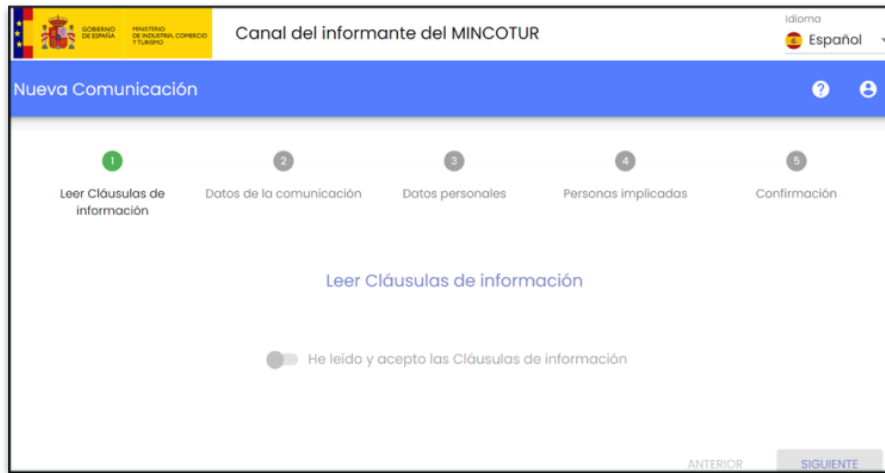 GOBIERNO
DE ESPAÑA
MINISTERIO
DE INDUSTRIA, COMERCIO
Y TURISMO
Canal del informante del MINCOTUR
Idioma
Español
Nueva Comunicación
?
1
2
3
4
5
Leer Cláusulas de
información
Datos de la comunicación
Datos personales
Personas implicadas
Confirmación
Leer Cláusulas de información
He leído y acepto las Cláusulas de información
ANTERIOR
SIGUIENTE